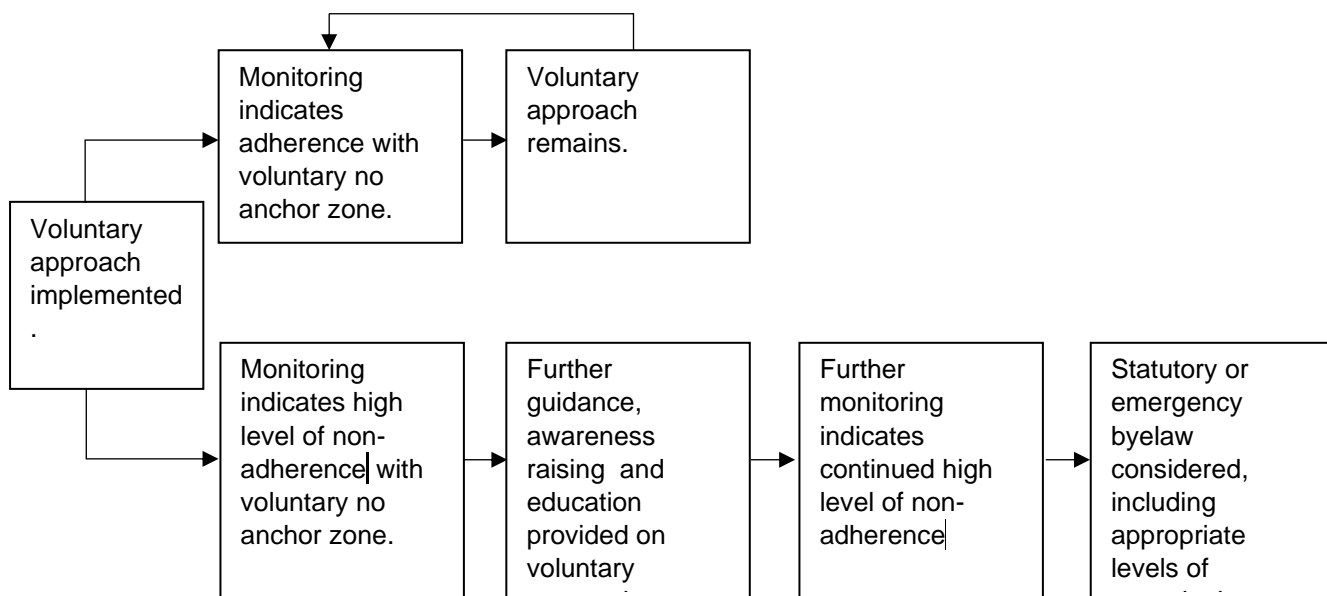 Monitoring
indicates
adherence with
voluntary no
anchor zone.
Voluntary
approach
remains.
Voluntary
approach
implemented
.
Monitoring
indicates high
level of non-
adherence with
voluntary no
anchor zone.
Further
guidance,
awareness
raising  and
education
provided on
voluntary
Further
monitoring
indicates
continued high
level of non-
adherence
Statutory or
emergency
byelaw
considered,
including
appropriate
levels of